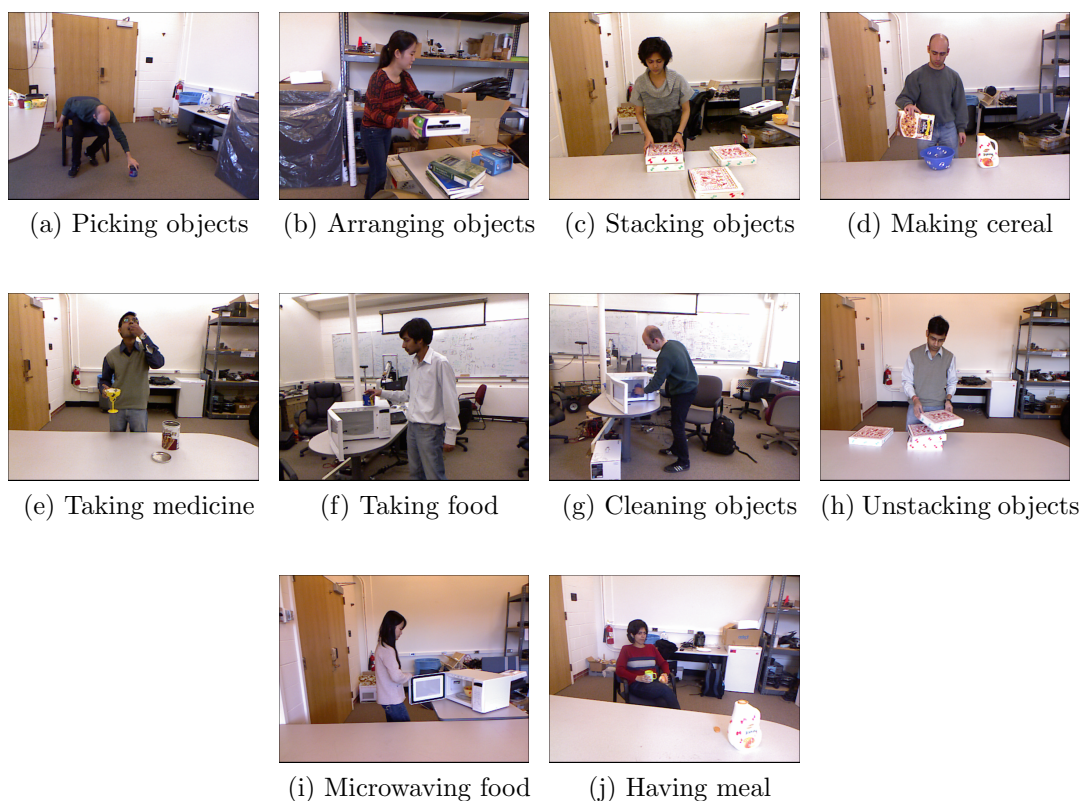 (a) Picking objects
(b) Arranging objects
(c) Stacking objects
(d) Making cereal
(e) Taking medicine
(f) Taking food
(g) Cleaning objects
(h) Unstacking objects
(i) Microwaving food
(j) Having meal